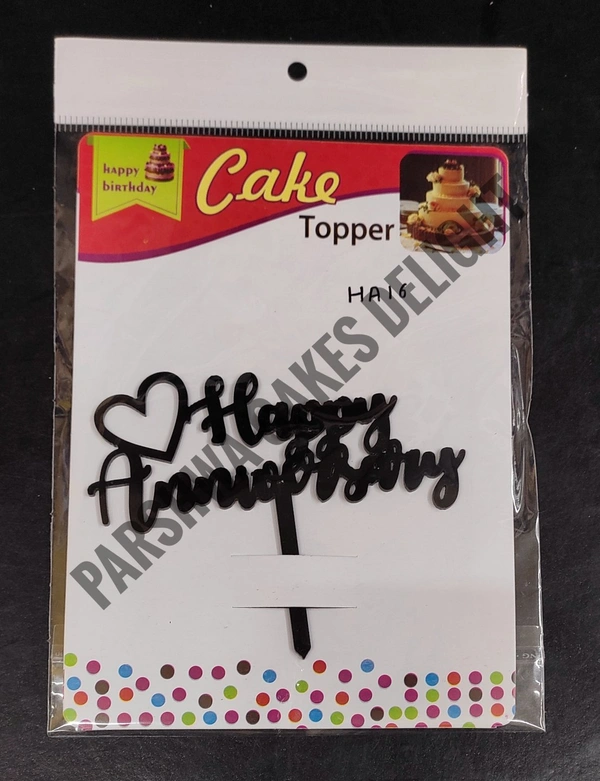 happy
birthday
Cake
Topper
HA16
Happy
Anniversary
PARSHWA CAKES DELIGHT